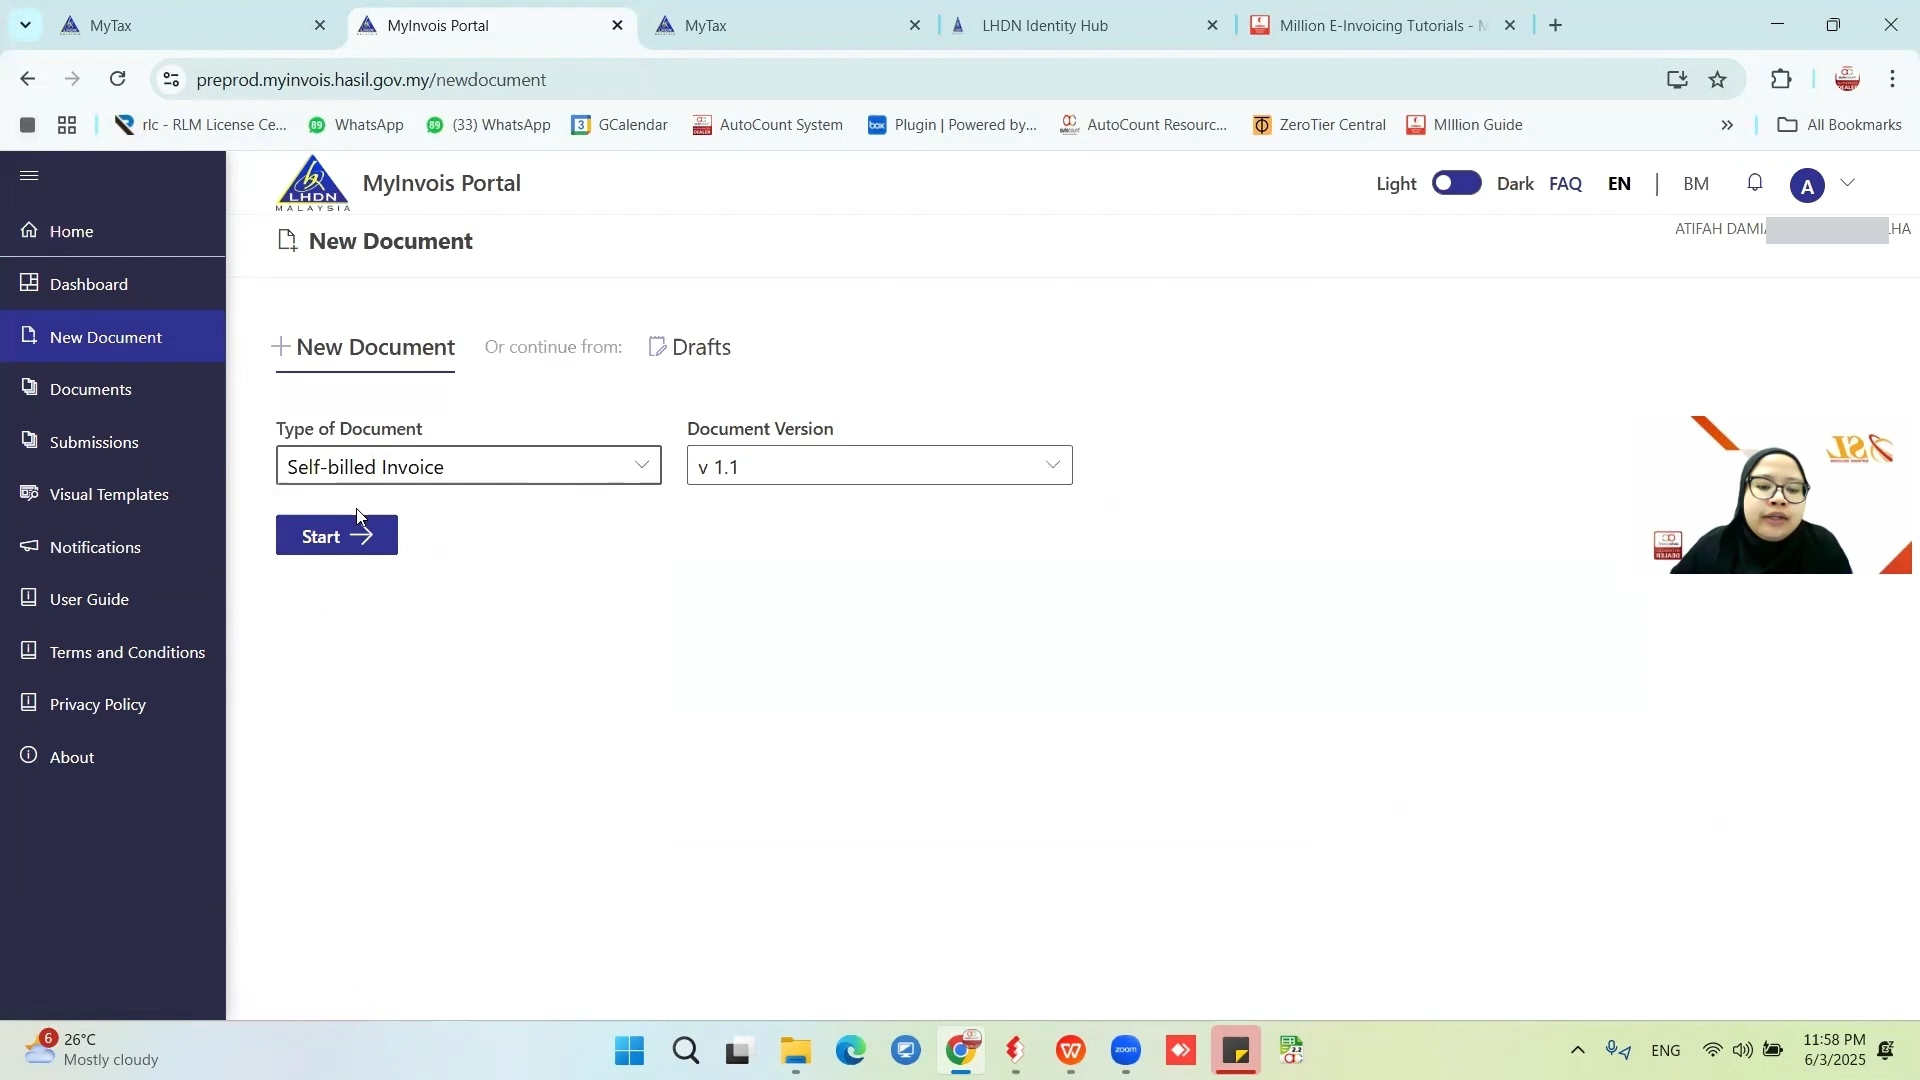 MyTax
MyInvois Portal
MyTax
LHDN Identity Hub
Million E-Invoicing Tutorials - M
preprod.myinvois.hasil.gov.my/newdocument
rlc - RLM License Ce...
WhatsApp
(33) WhatsApp
GCalendar
AutoCount System
Plugin | Powered by...
AutoCount Resourc...
ZeroTier Central
MIllion Guide
All Bookmarks
LHDN
MALAYSIA
MyInvois Portal
Light
Dark
FAQ
EN
|
BM
A
ATIFAH DAMI
HA
Home
Dashboard
New Document
Documents
Submissions
Visual Templates
Notifications
User Guide
Terms and Conditions
Privacy Policy
About
New Document
New Document
Or continue from:
Drafts
Type of Document
Document Version
Self-billed Invoice
v 1.1
Start
6
26°C
Mostly cloudy
zoom
ENG
11:58 PM
6/3/2025